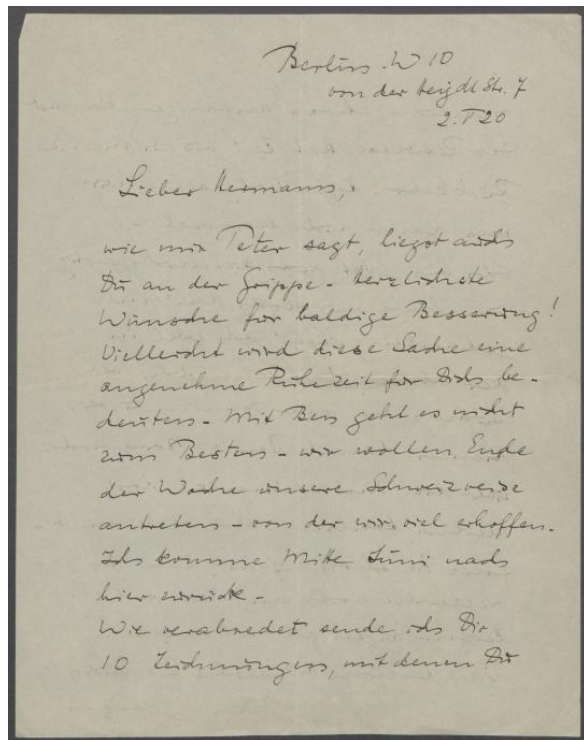 Berlin W 10
von der Heydt Str. 7
2. V 20
Lieber Hermann,
wie mir Peter sagt, liegst auch
Du an der Grippe - Herzlichste
Wünsche für baldige Besserung!
Vielleicht wird diese Sache eine
angenehme Ruhezeit für Dich be-
deuten - Mit Ben geht es nicht
zum Besten - wir wollen Ende
der Woche unsere Schweizreise
antreten - von der wir viel erhoffen.
Ich komme Mitte Juni nach
hier zurück -
Wie verabredet sende ich Dir
10 Zeichnungen, mit denen Du